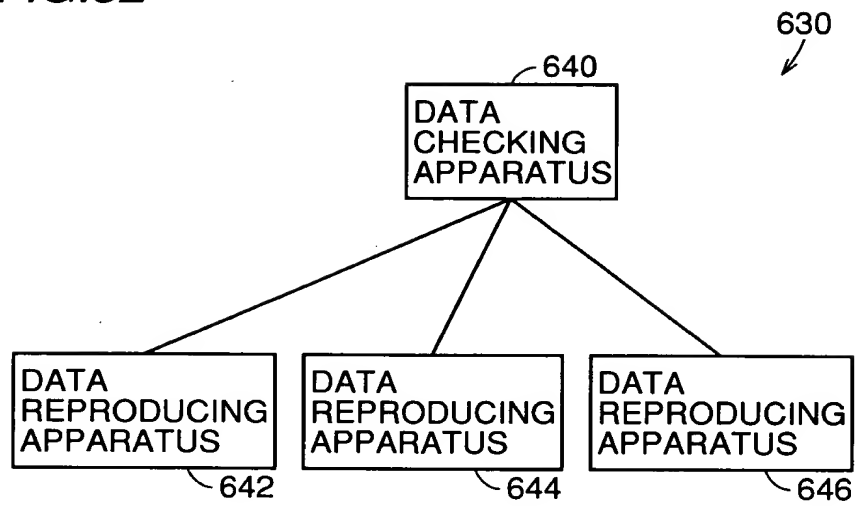 630
640
DATA
CHECKING
APPARATUS
DATA
REPRODUCING
APPARATUS
642
DATA
REPRODUCING
APPARATUS
644
DATA
REPRODUCING
APPARATUS
646